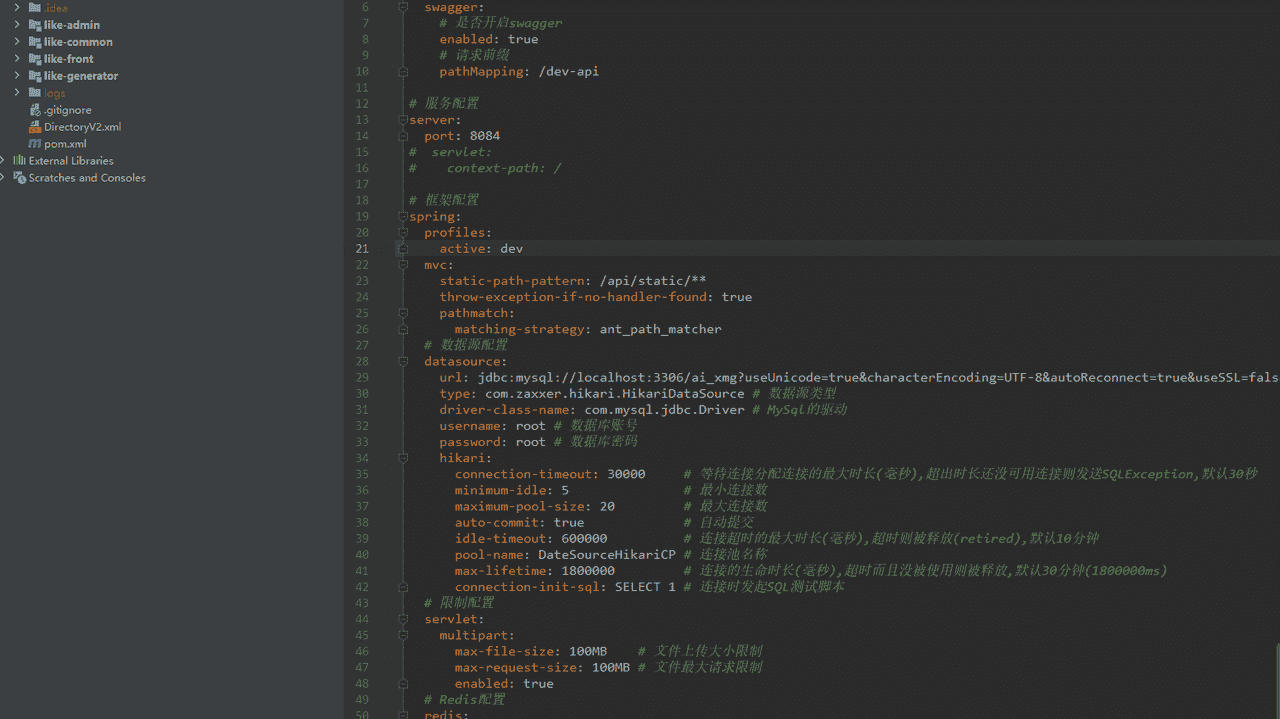 .idea
like-admin
like-common
like-front
like-generator
logs
.gitignore
DirectoryV2.xml
pom.xml
External Libraries
Scratches and Consoles
6 swagger:
7 # 是否开启swagger
8 enabled: true
9 # 请求前缀
10 pathMapping: /dev-api
11
12 # 服务配置
13 server:
14 port: 8084
15 # servlet:
16 # context-path: /
17
18 # 框架配置
19 spring:
20 profiles:
21 active: dev
22 mvc:
23 static-path-pattern: /api/static/**
24 throw-exception-if-no-handler-found: true
25 pathmatch:
26 matching-strategy: ant_path_matcher
27 # 数据源配置
28 datasource:
29 url: jdbc:mysql://localhost:3306/ai_xmg?useUnicode=true&characterEncoding=UTF-8&autoReconnect=true&useSSL=fals
30 type: com.zaxxer.hikari.HikariDataSource # 数据源类型
31 driver-class-name: com.mysql.jdbc.Driver # MySql的驱动
32 username: root # 数据库账号
33 password: root # 数据库密码
34 hikari:
35 connection-timeout: 30000 # 等待连接分配连接的最大时长(毫秒),超出时长还没可用连接则发送SQLException,默认30秒
36 minimum-idle: 5 # 最小连接数
37 maximum-pool-size: 20 # 最大连接数
38 auto-commit: true # 自动提交
39 idle-timeout: 600000 # 连接超时的最大时长(毫秒),超时则被释放(retired),默认10分钟
40 pool-name: DateSourceHikariCP # 连接池名称
41 max-lifetime: 1800000 # 连接的生命时长(毫秒),超时而且没被使用则被释放,默认30分钟(1800000ms)
42 connection-init-sql: SELECT 1 # 连接时发起SQL测试脚本
43 # 限制配置
44 servlet:
45 multipart:
46 max-file-size: 100MB # 文件上传大小限制
47 max-request-size: 100MB # 文件最大请求限制
48 enabled: true
49 # Redis配置
50 redis: